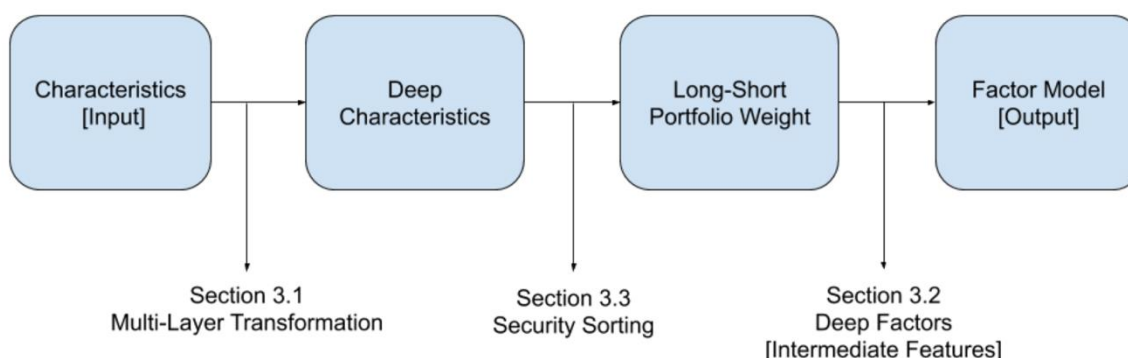 Characteristics
[Input]
Deep
Characteristics
Long-Short
Portfolio Weight
Factor Model
[Output]
Section 3.1
Multi-Layer Transformation
Section 3.3
Security Sorting
Section 3.2
Deep Factors
[Intermediate Features]